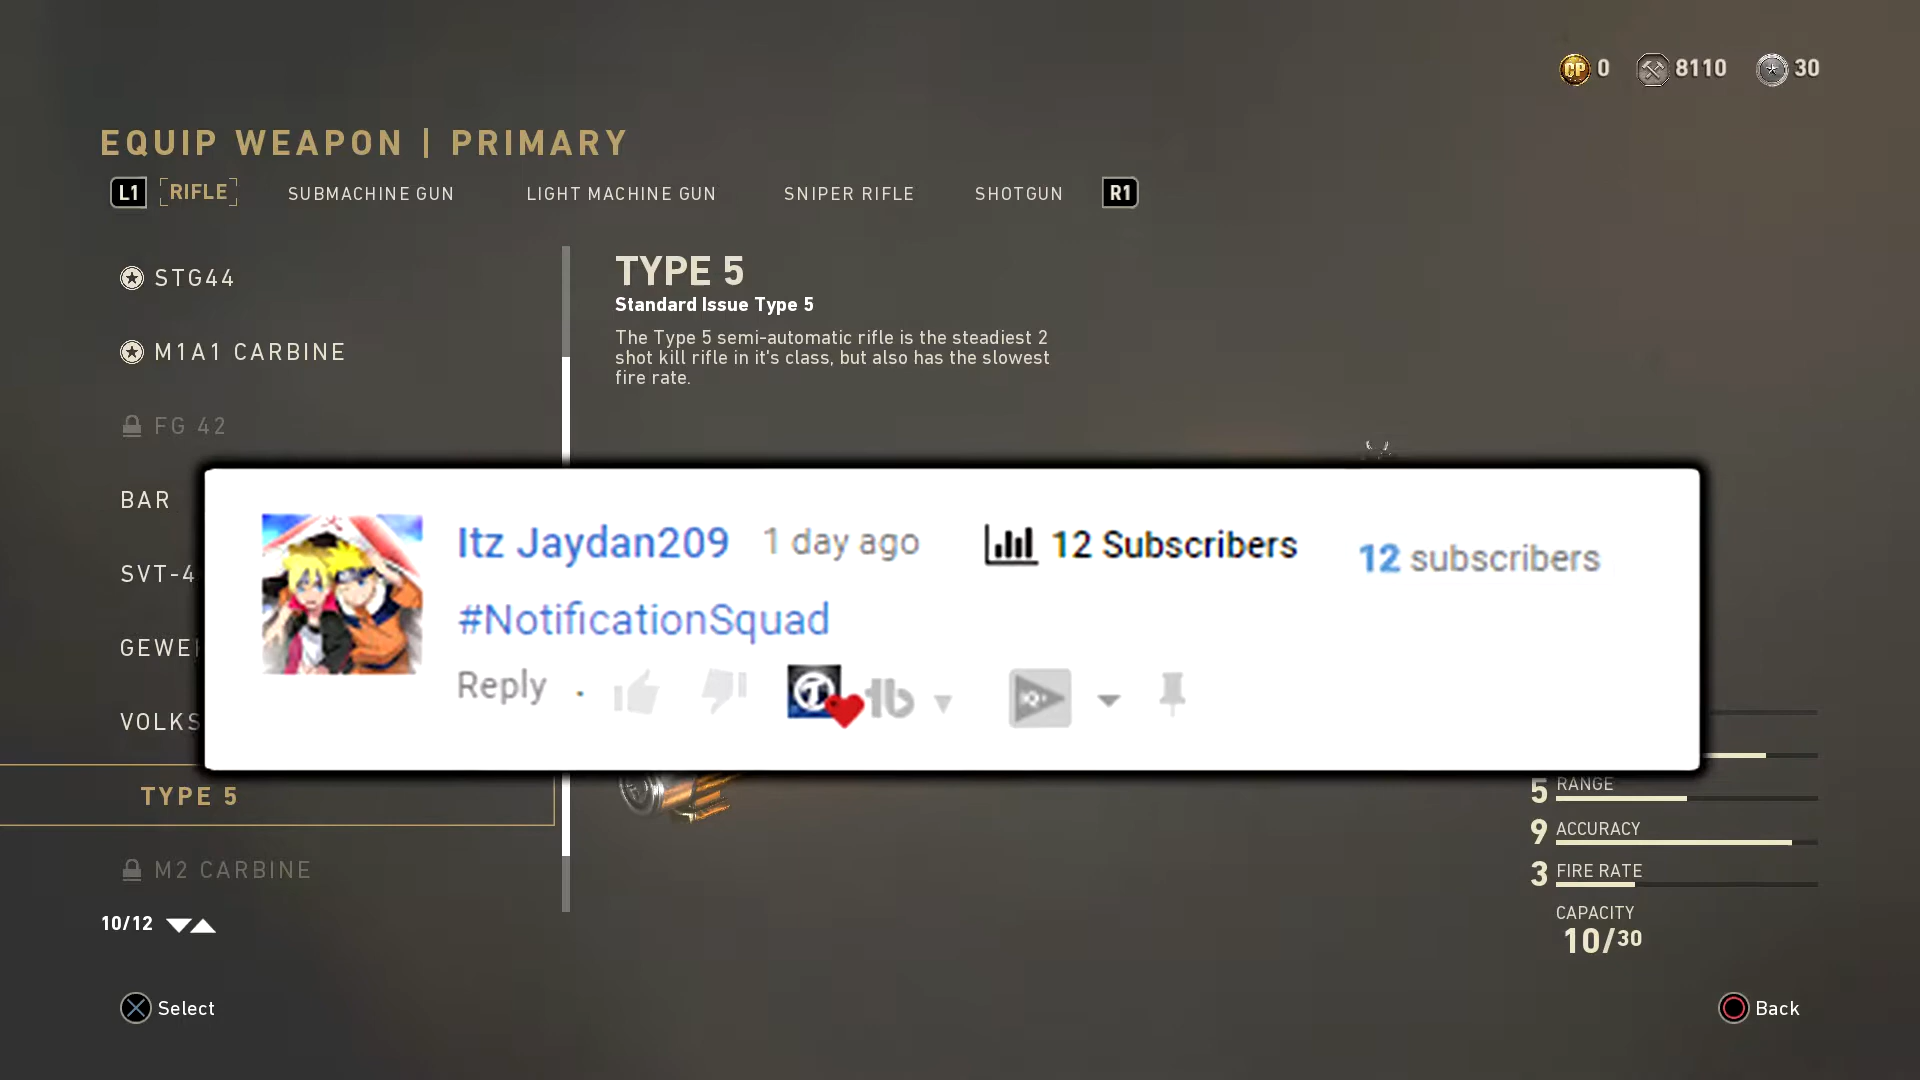 CP 0 8110 30
EQUIP WEAPON | PRIMARY
L1 RIFLE SUBMACHINE GUN LIGHT MACHINE GUN SNIPER RIFLE SHOTGUN R1
STG44
M1A1 CARBINE
FG 42
BAR
SVT-4
GEWE
VOLKS
TYPE 5
M2 CARBINE
10/12
TYPE 5
Standard Issue Type 5
The Type 5 semi-automatic rifle is the steadiest 2
shot kill rifle in it's class, but also has the slowest
fire rate.
Itz Jaydan209 1 day ago 12 Subscribers 12 subscribers
#NotificationSquad
Reply
5 RANGE
9 ACCURACY
3 FIRE RATE
CAPACITY
10/30
Select
Back